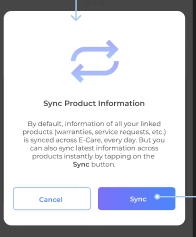 Sync Product Information
By default, information of all your linked
products (warranties, service requests, etc.)
is synced across E-Care, every day. But you
can also sync latest information across
products instantly by tapping on the
Sync button.
Cancel
Sync